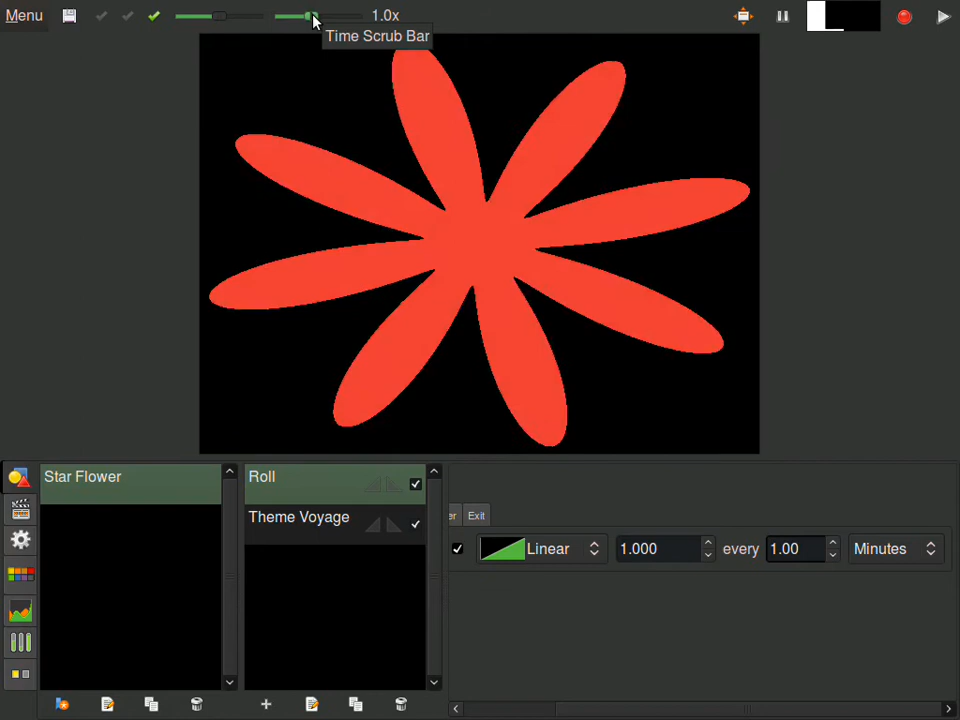 Menu
1.0x
Time Scrub Bar
Star Flower
Roll
Theme Voyage
er
Exit
Linear
1.000
every
1.00
Minutes